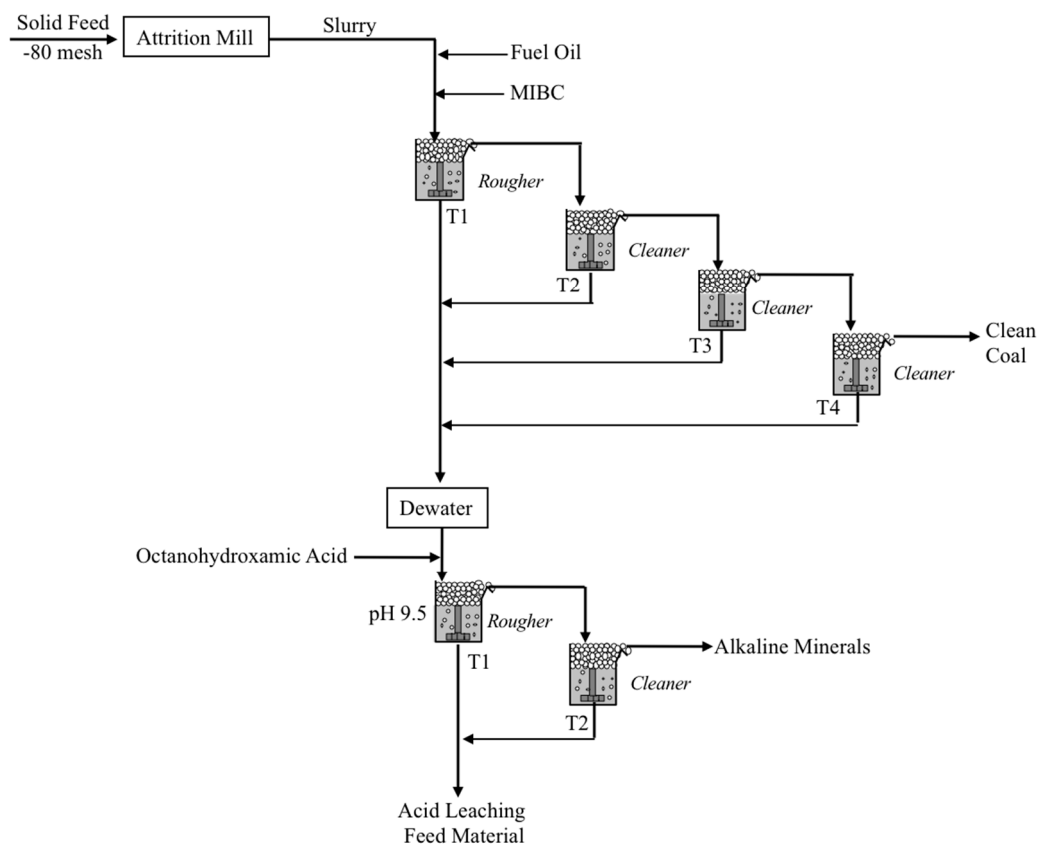 Solid Feed
-80 mesh
Attrition Mill
Slurry
Fuel Oil
MIBC
Rougher
T1
Cleaner
T2
Cleaner
T3
Clean
Coal
Cleaner
T4
Dewater
Octanohydroxamic Acid
pH 9.5
Rougher
T1
Alkaline Minerals
Cleaner
T2
Acid Leaching
Feed Material